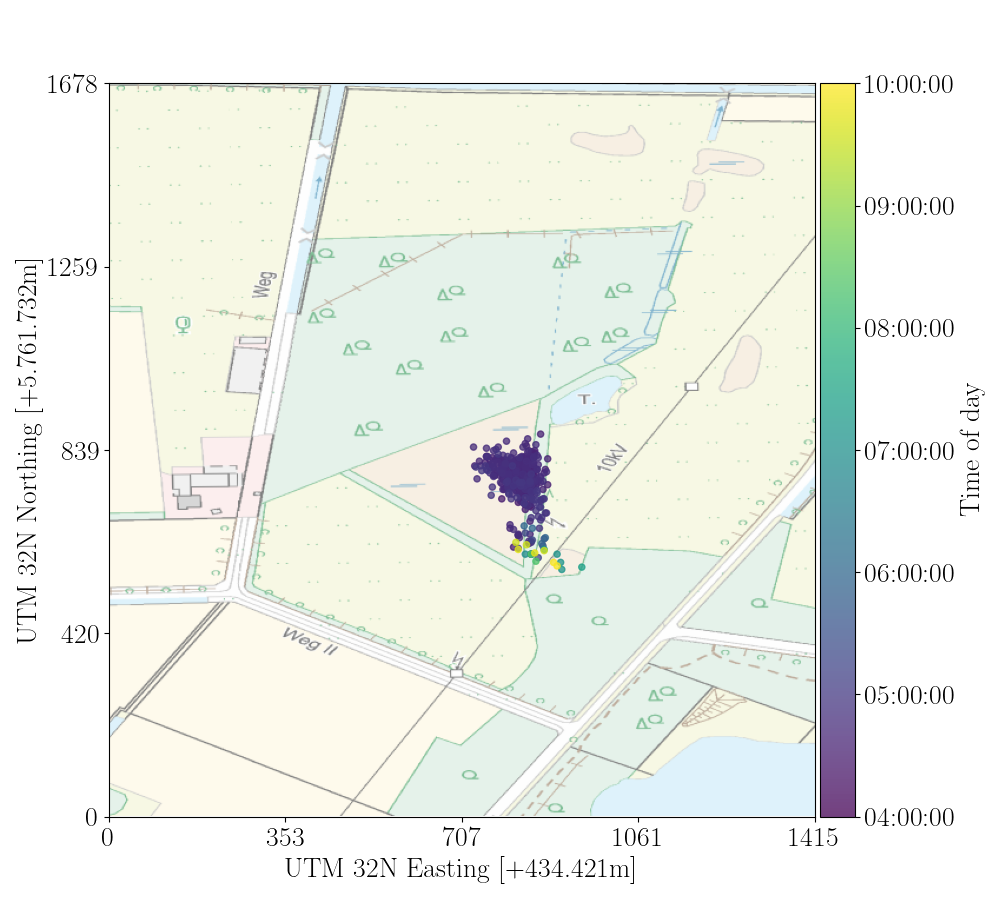 1678
1259
839
420
0
0
353
707
1061
1415
UTM 32N Easting [+434.421m]
UTM 32N Northing [+5.761.732m]
Weg
Weg II
10kV
T.
10:00:00
09:00:00
08:00:00
07:00:00
06:00:00
05:00:00
04:00:00
Time of day